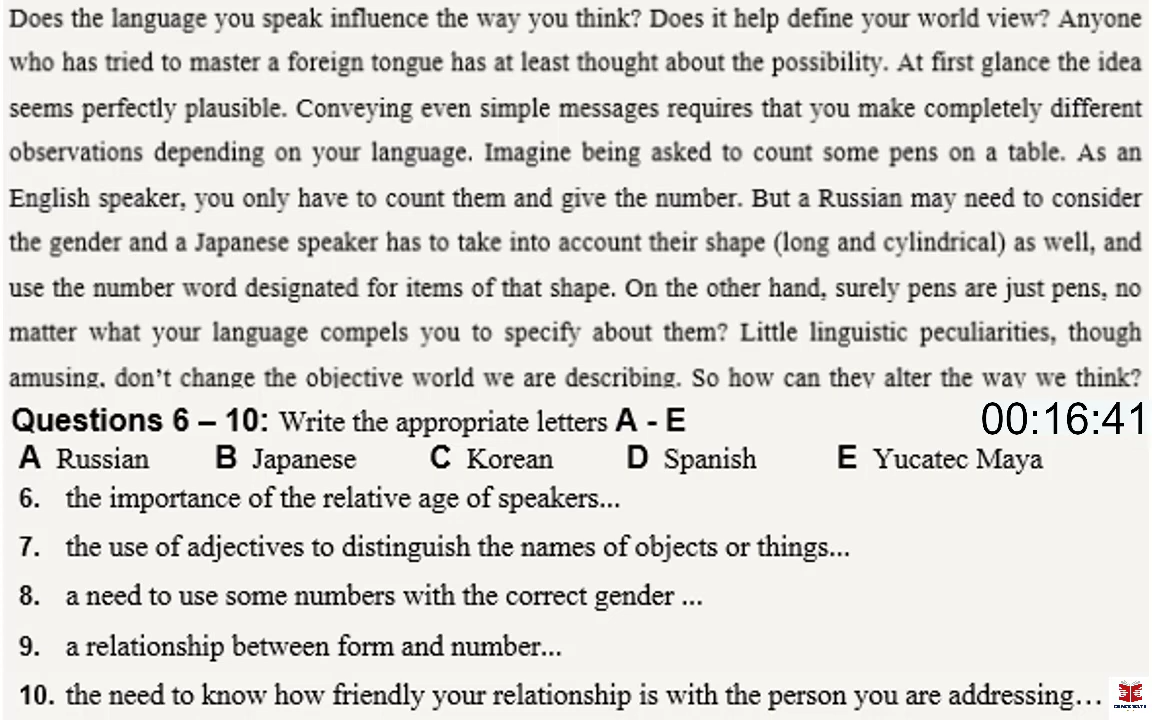 Does the language you speak influence the way you think? Does it help define your world view? Anyone
who has tried to master a foreign tongue has at least thought about the possibility. At first glance the idea
seems perfectly plausible. Conveying even simple messages requires that you make completely different
observations depending on your language. Imagine being asked to count some pens on a table. As an
English speaker, you only have to count them and give the number. But a Russian may need to consider
the gender and a Japanese speaker has to take into account their shape (long and cylindrical) as well, and
use the number word designated for items of that shape. On the other hand, surely pens are just pens, no
matter what your language compels you to specify about them? Little linguistic peculiarities, though
amusing, don't change the objective world we are describing. So how can they alter the way we think?
Questions 6 – 10: Write the appropriate letters A - E
00:16:41
A Russian B Japanese C Korean D Spanish E Yucatec Maya
6. the importance of the relative age of speakers...
7. the use of adjectives to distinguish the names of objects or things...
8. a need to use some numbers with the correct gender ...
9. a relationship between form and number...
10. the need to know how friendly your relationship is with the person you are addressing...